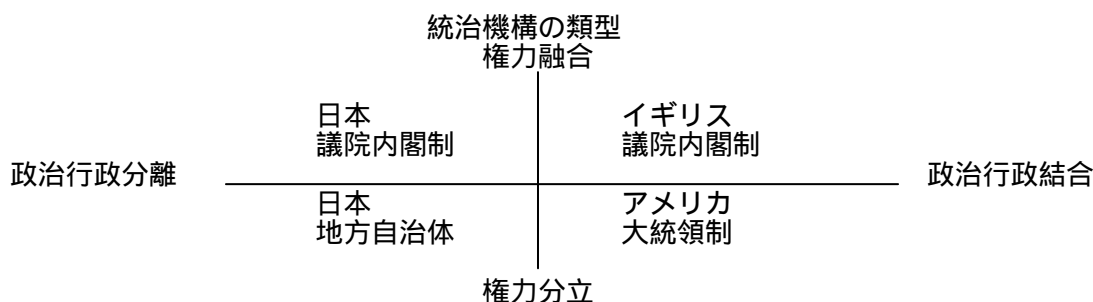 統治機構の類型
権力融合
日本
議院内閣制
イギリス
議院内閣制
政治行政分離
政治行政結合
日本
地方自治体
アメリカ
大統領制
権力分立